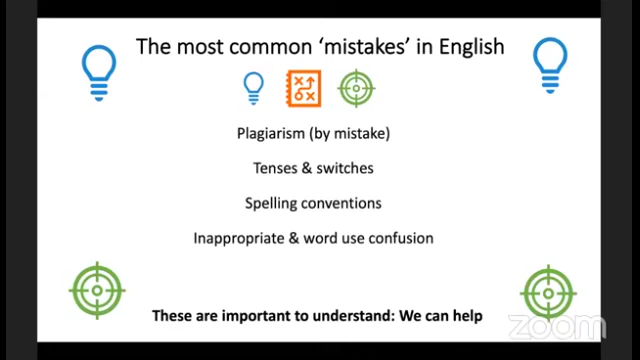 The most common ‘mistakes’ in English
Plagiarism (by mistake)
Tenses & switches
Spelling conventions
Inappropriate & word use confusion
These are important to understand: We can help
zoom